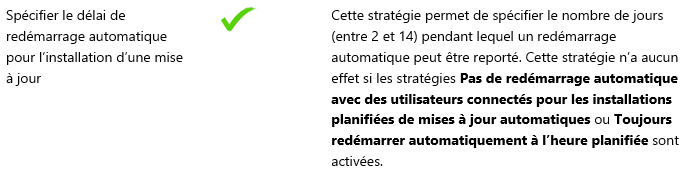 Spécifier le délai de
redémarrage automatique
pour l'installation d'une mise
à jour
Cette stratégie permet de spécifier le nombre de jours
(entre 2 et 14) pendant lequel un redémarrage
automatique peut être reporté. Cette stratégie n'a aucun
effet si les stratégies Pas de redémarrage automatique
avec des utilisateurs connectés pour les installations
planifiées de mises à jour automatiques ou Toujours
redémarrer automatiquement à l'heure planifiée sont
activées.